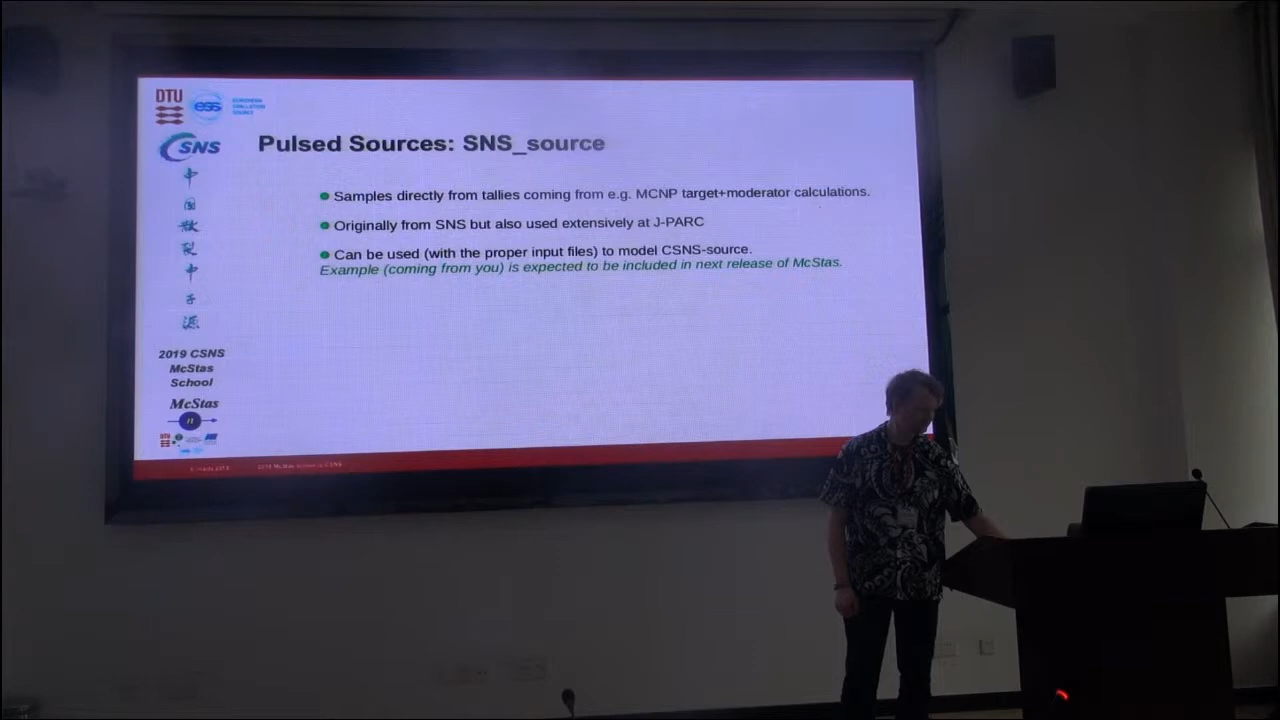 DTU
ess
EUROPEAN
SPALLATION
SOURCE
CSNS
Pulsed Sources: SNS_source
中
国
散
裂
中
子
源
Samples directly from tallies coming from e.g. MCNP target+moderator calculations.
Originally from SNS but also used extensively at J-PARC
Can be used (with the proper input files) to model CSNS-source.
Example (coming from you) is expected to be included in next release of McStas.
2019 CSNS
McStas
School
McStas
n
DTU